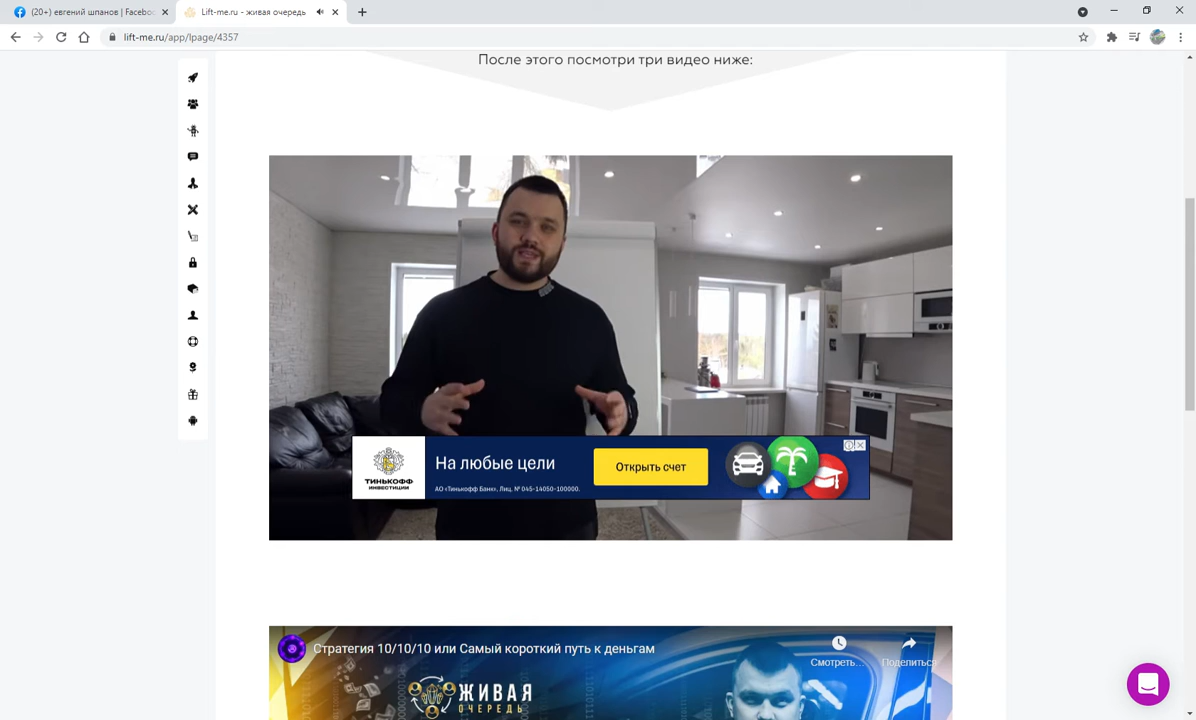 (20+) евгений шпанов | Faceboo
Lift-me.ru - живая очередь
lift-me.ru/app/lpage/4357
После этого посмотри три видео ниже:
ТИНЬКОФФ
ИНВЕСТИЦИИ
На любые цели
АО «Тинькофф Банк», Лиц. № 045-14050-100000.
Открыть счет
Стратегия 10/10/10 или Самый короткий путь к деньгам
Смотреть...
Поделиться
ЖИВАЯ
ОЧЕРЕДЬ